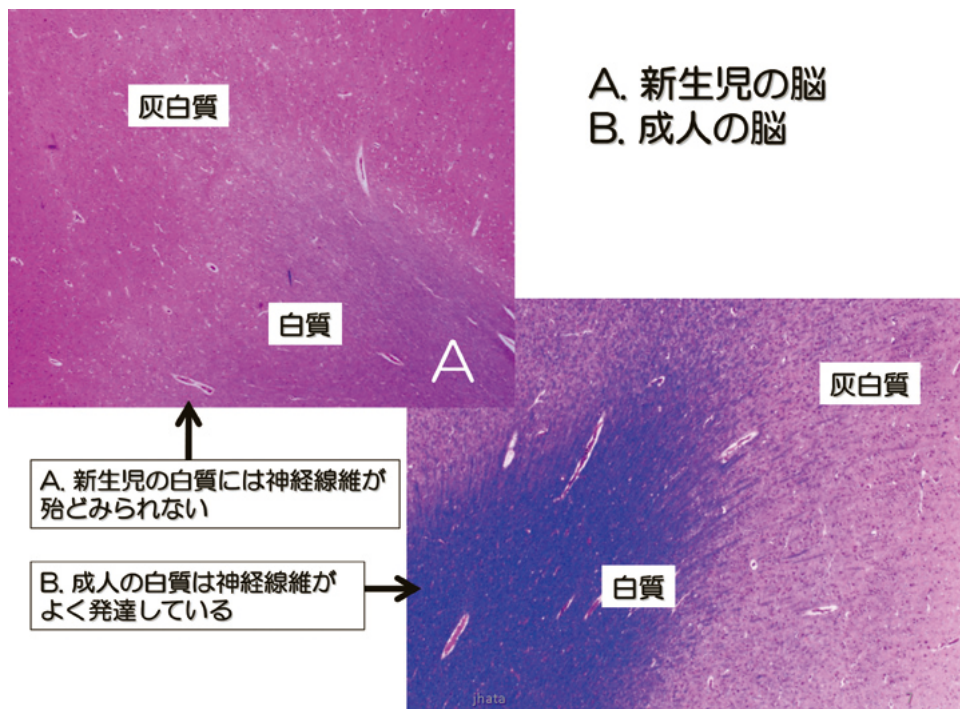 灰白質
A. 新生児の脳
B. 成人の脳
白質
A
灰白質
A. 新生児の白質には神経線維が
殆どみられない
B. 成人の白質は神経線維が
よく発達している
白質
jhata
7